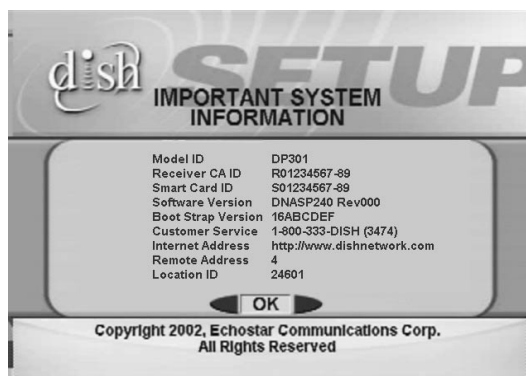 dish SETUP
IMPORTANT SYSTEM
INFORMATION
Model ID DP301
Receiver CA ID R01234567-89
Smart Card ID S01234567-89
Software Version DNASP240 Rev000
Boot Strap Version 16ABCDEF
Customer Service 1-800-333-DISH (3474)
Internet Address http://www.dishnetwork.com
Remote Address 4
Location ID 24601
OK
Copyright 2002, Echostar Communications Corp.
All Rights Reserved